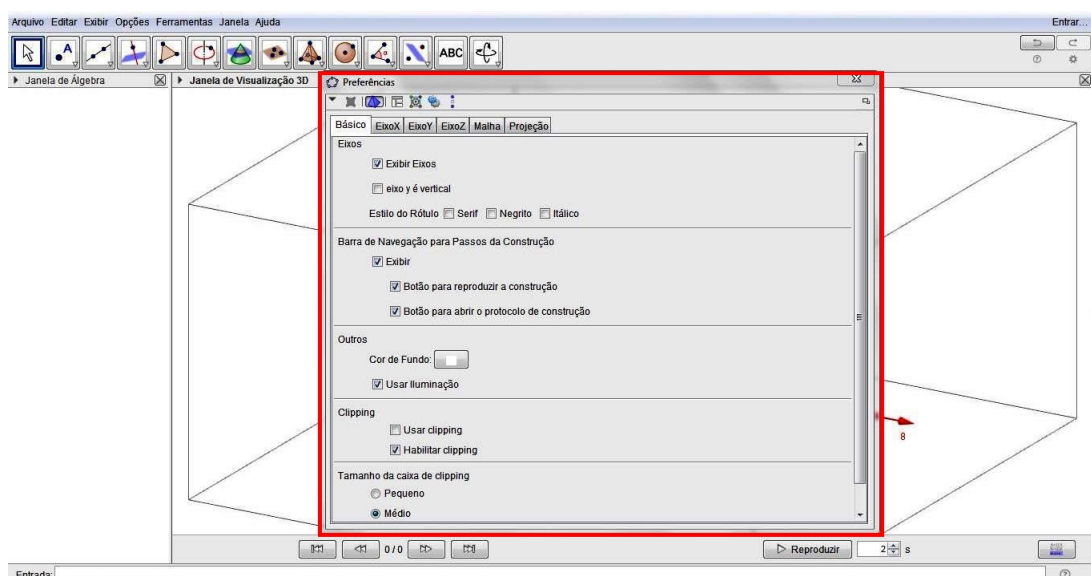 Arquivo Editar Exibir Opções Ferramentas Janela Ajuda Entrar...
A ABC
Janela de Álgebra Janela de Visualização 3D
Preferências
Básico EixoX EixoY EixoZ Malha Projeção
Eixos
Exibir Eixos
eixo y é vertical
Estilo do Rótulo Serif Negrito Itálico
Barra de Navegação para Passos da Construção
Exibir
Botão para reproduzir a construção
Botão para abrir o protocolo de construção
Outros
Cor de Fundo:
Usar Iluminação
Clipping
Usar clipping
Habilitar clipping
8
Tamanho da caixa de clipping
Pequeno
Médio
0 / 0 Reproduzir 2 s
Entrada: